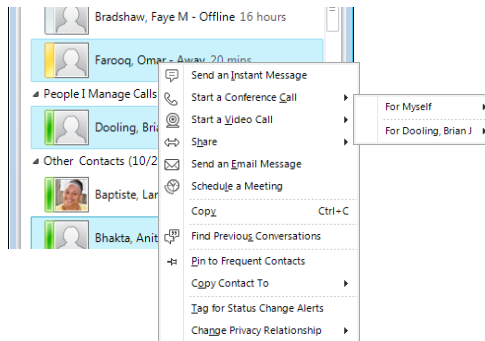 Bradshaw, Faye M - Offline 16 hours
Farooq, Omar - Away 20 mins
Send an Instant Message
People I Manage Calls
Start a Conference Call
For Myself
Start a Video Call
Dooling, Bri
For Dooling, Brian J
Share
Other Contacts (10/2
Send an Email Message
Schedule a Meeting
Baptiste, Lar
Copy Ctrl+C
Bhakta, Anit
Find Previous Conversations
Pin to Frequent Contacts
Copy Contact To
Tag for Status Change Alerts
Change Privacy Relationship